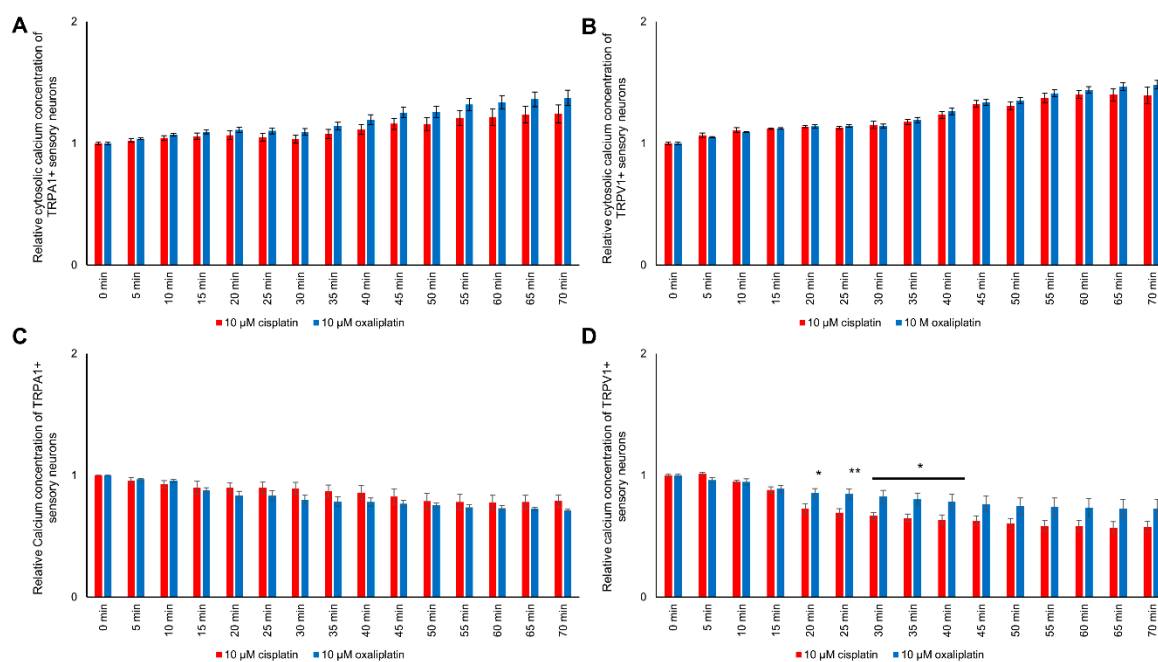 A
Relative cytosolic calcium concentration of
TRPA1+ sensory neurons
2
1
0
0 min
5 min
10 min
15 min
20 min
25 min
30 min
35 min
40 min
45 min
50 min
55 min
60 min
65 min
70 min
10 µM cisplatin
10 µM oxaliplatin
B
Relative cytosolic calcium concentration of
TRPV1+ sensory neurons
2
1
0
0 min
5 min
10 min
15 min
20 min
25 min
30 min
35 min
40 min
45 min
50 min
55 min
60 min
65 min
70 min
10 µM cisplatin
10 M oxaliplatin
C
Relative Calcium concentration of TRPA1+
sensory neurons
2
1
0
0 min
5 min
10 min
15 min
20 min
25 min
30 min
35 min
40 min
45 min
50 min
55 min
60 min
65 min
70 min
10 µM cisplatin
10 µM oxaliplatin
D
Relative Calcium concentration of TRPV1+
sensory neurons
2
1
0
*
**
*
0 min
5 min
10 min
15 min
20 min
25 min
30 min
35 min
40 min
45 min
50 min
55 min
60 min
65 min
70 min
10 µM cisplatin
10 µM oxaliplatin